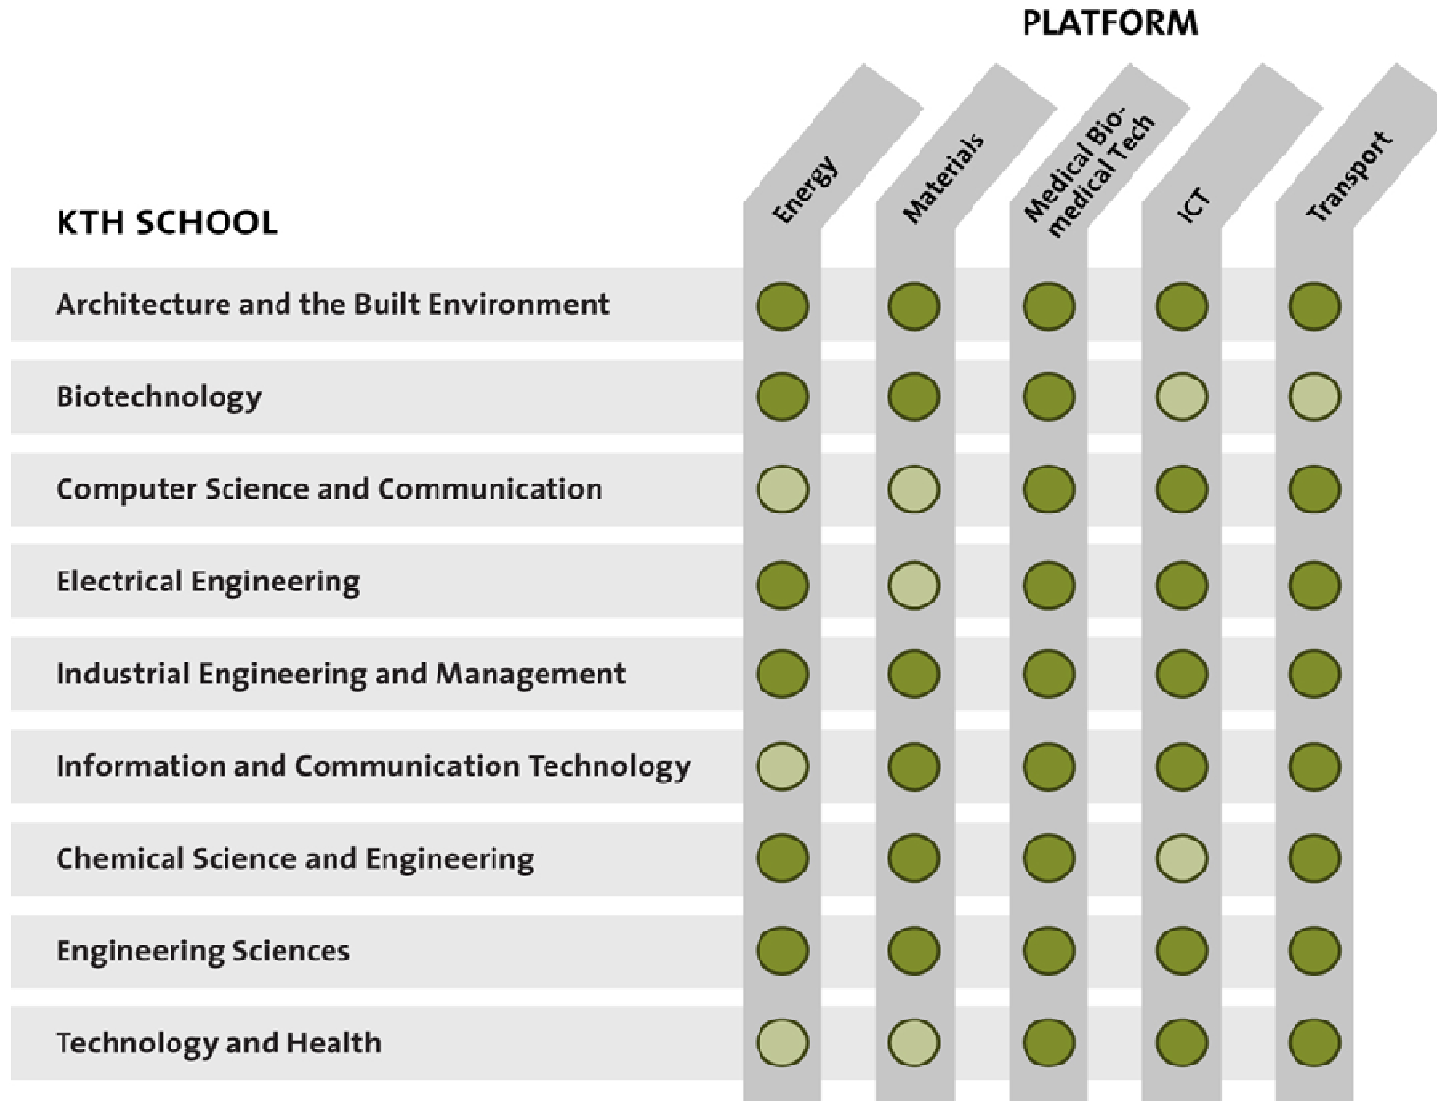 PLATFORM
Energy
Materials
Medical Bio-
medical Tech
ICT
Transport
KTH SCHOOL
Architecture and the Built Environment
Biotechnology
Computer Science and Communication
Electrical Engineering
Industrial Engineering and Management
Information and Communication Technology
Chemical Science and Engineering
Engineering Sciences
Technology and Health